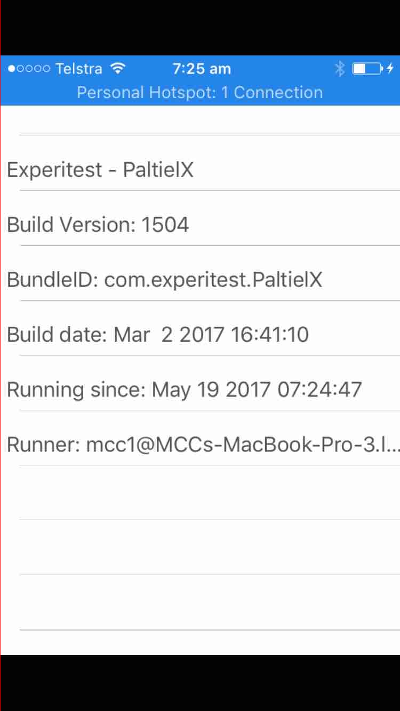 Telstra 7:25 am
Personal Hotspot: 1 Connection
Experitest - PaltielX
Build Version: 1504
BundleID: com.experitest.PaltielX
Build date: Mar  2 2017 16:41:10
Running since: May 19 2017 07:24:47
Runner: mcc1@MCCs-MacBook-Pro-3.l...